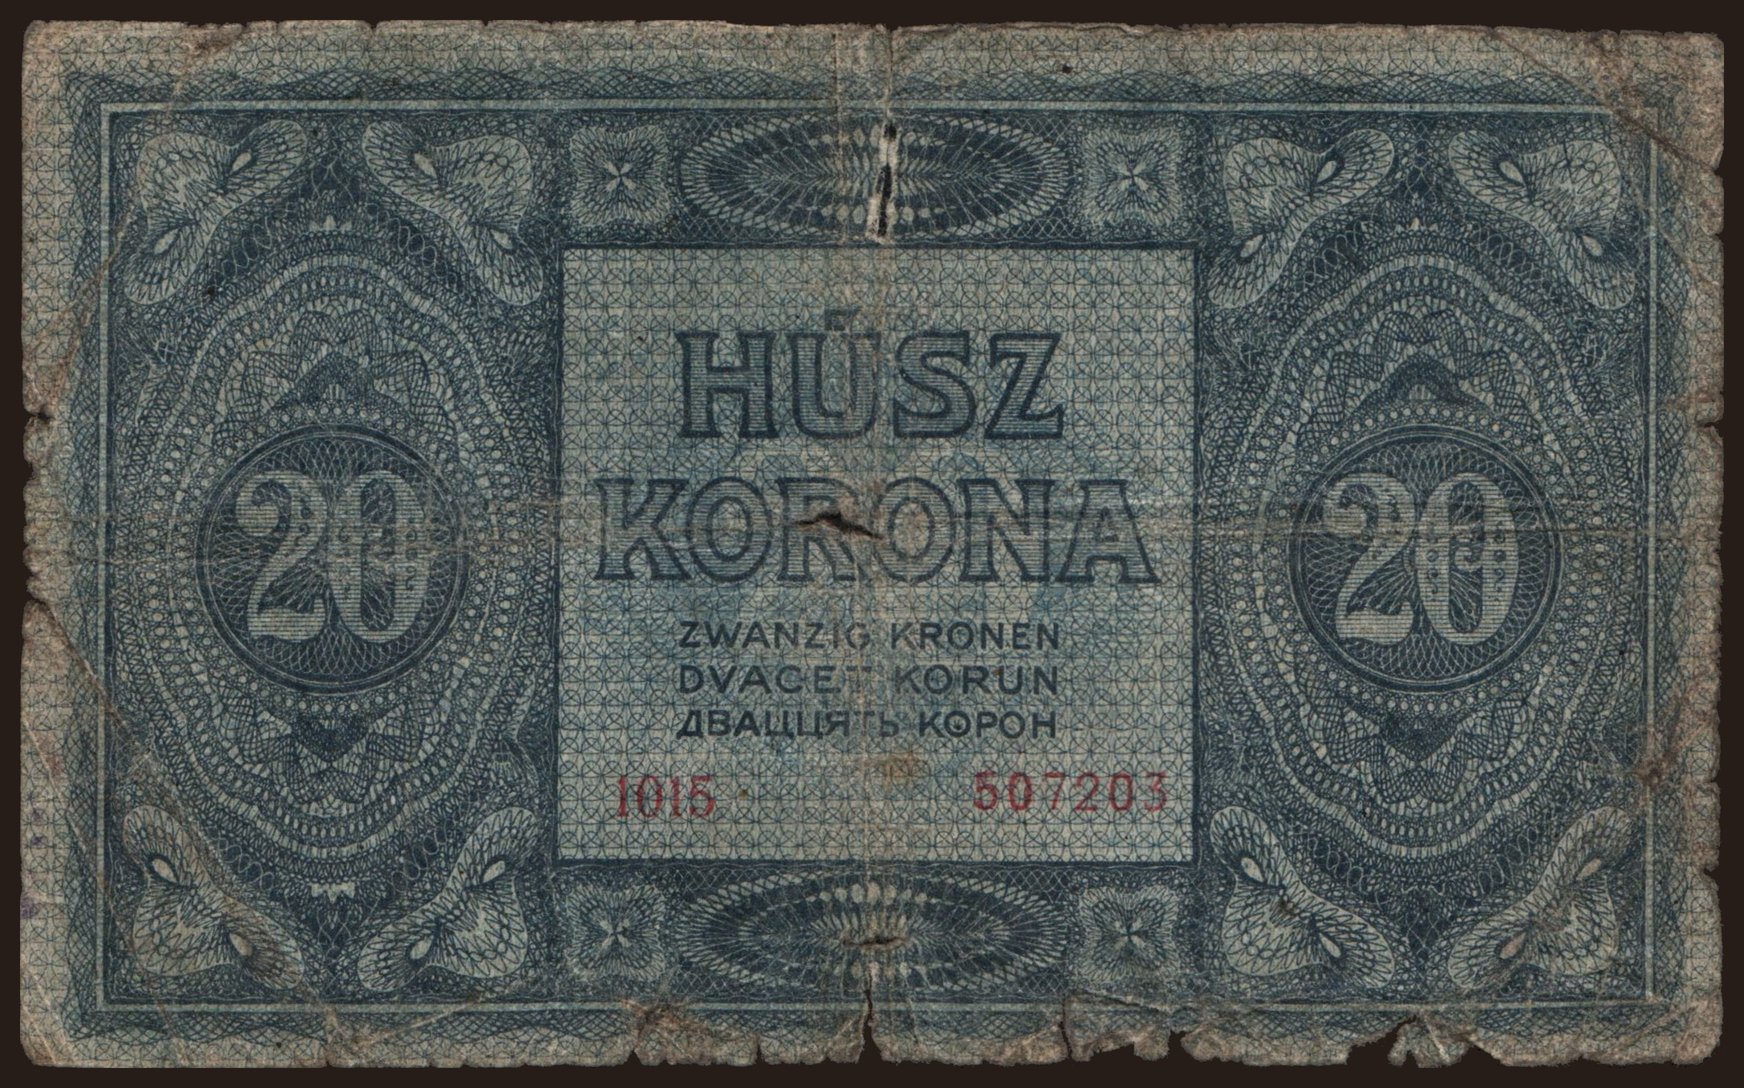 HÚSZ
KORONA
20
20
ZWANZIG KRONEN
DVACET KORUN
ДВАЦЦЯТЬ КОРОН
1015 507203